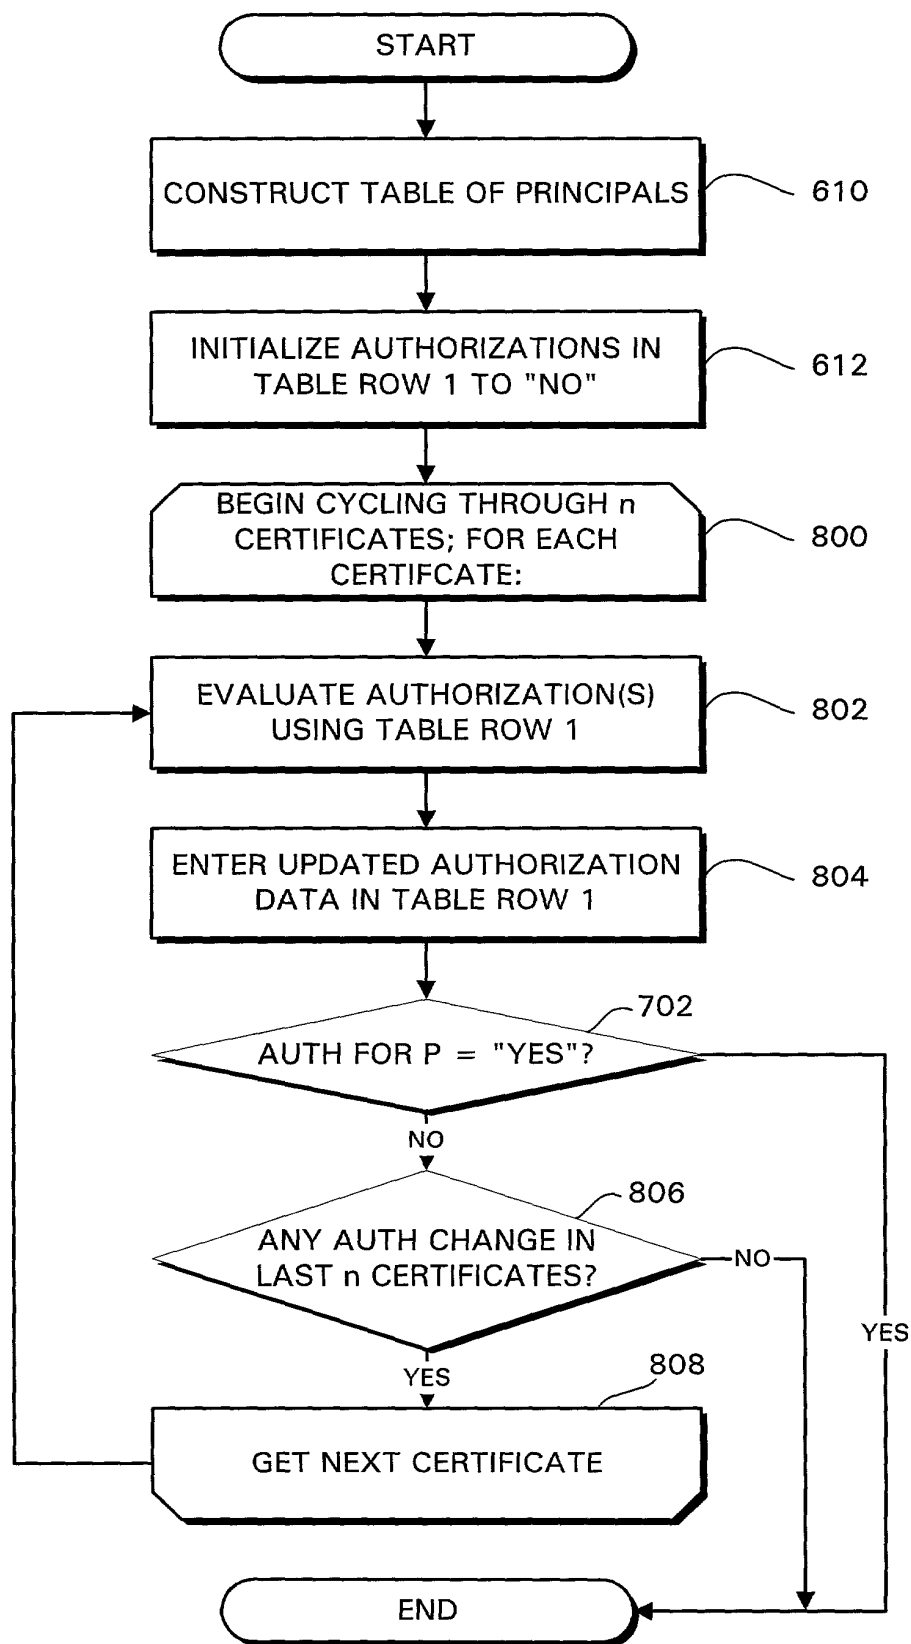 START
CONSTRUCT TABLE OF PRINCIPALS
610
INITIALIZE AUTHORIZATIONS IN
TABLE ROW 1 TO "NO"
612
BEGIN CYCLING THROUGH n
CERTIFICATES; FOR EACH
CERTIFCATE:
800
EVALUATE AUTHORIZATION(S)
USING TABLE ROW 1
802
ENTER UPDATED AUTHORIZATION
DATA IN TABLE ROW 1
804
702
AUTH FOR P = "YES"?
NO
806
ANY AUTH CHANGE IN
LAST n CERTIFICATES?
NO
YES
YES
808
GET NEXT CERTIFICATE
END